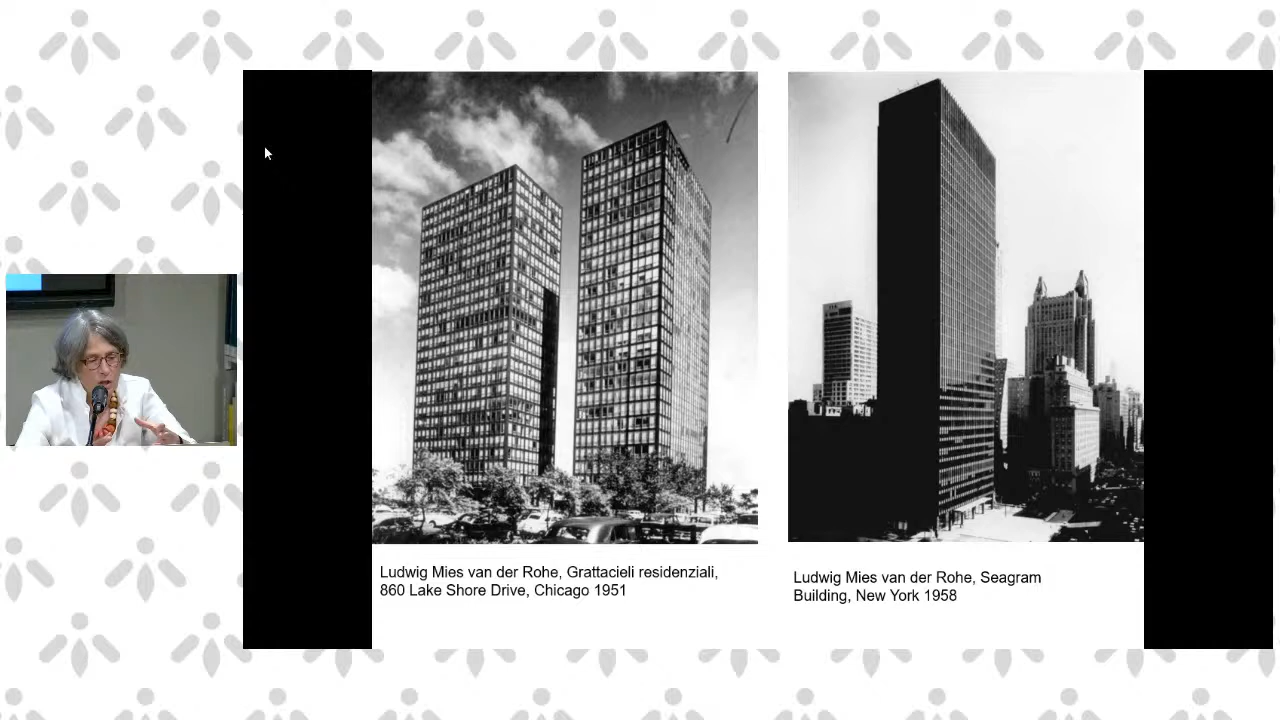 Ludwig Mies van der Rohe, Grattacieli residenziali,
860 Lake Shore Drive, Chicago 1951
Ludwig Mies van der Rohe, Seagram
Building, New York 1958